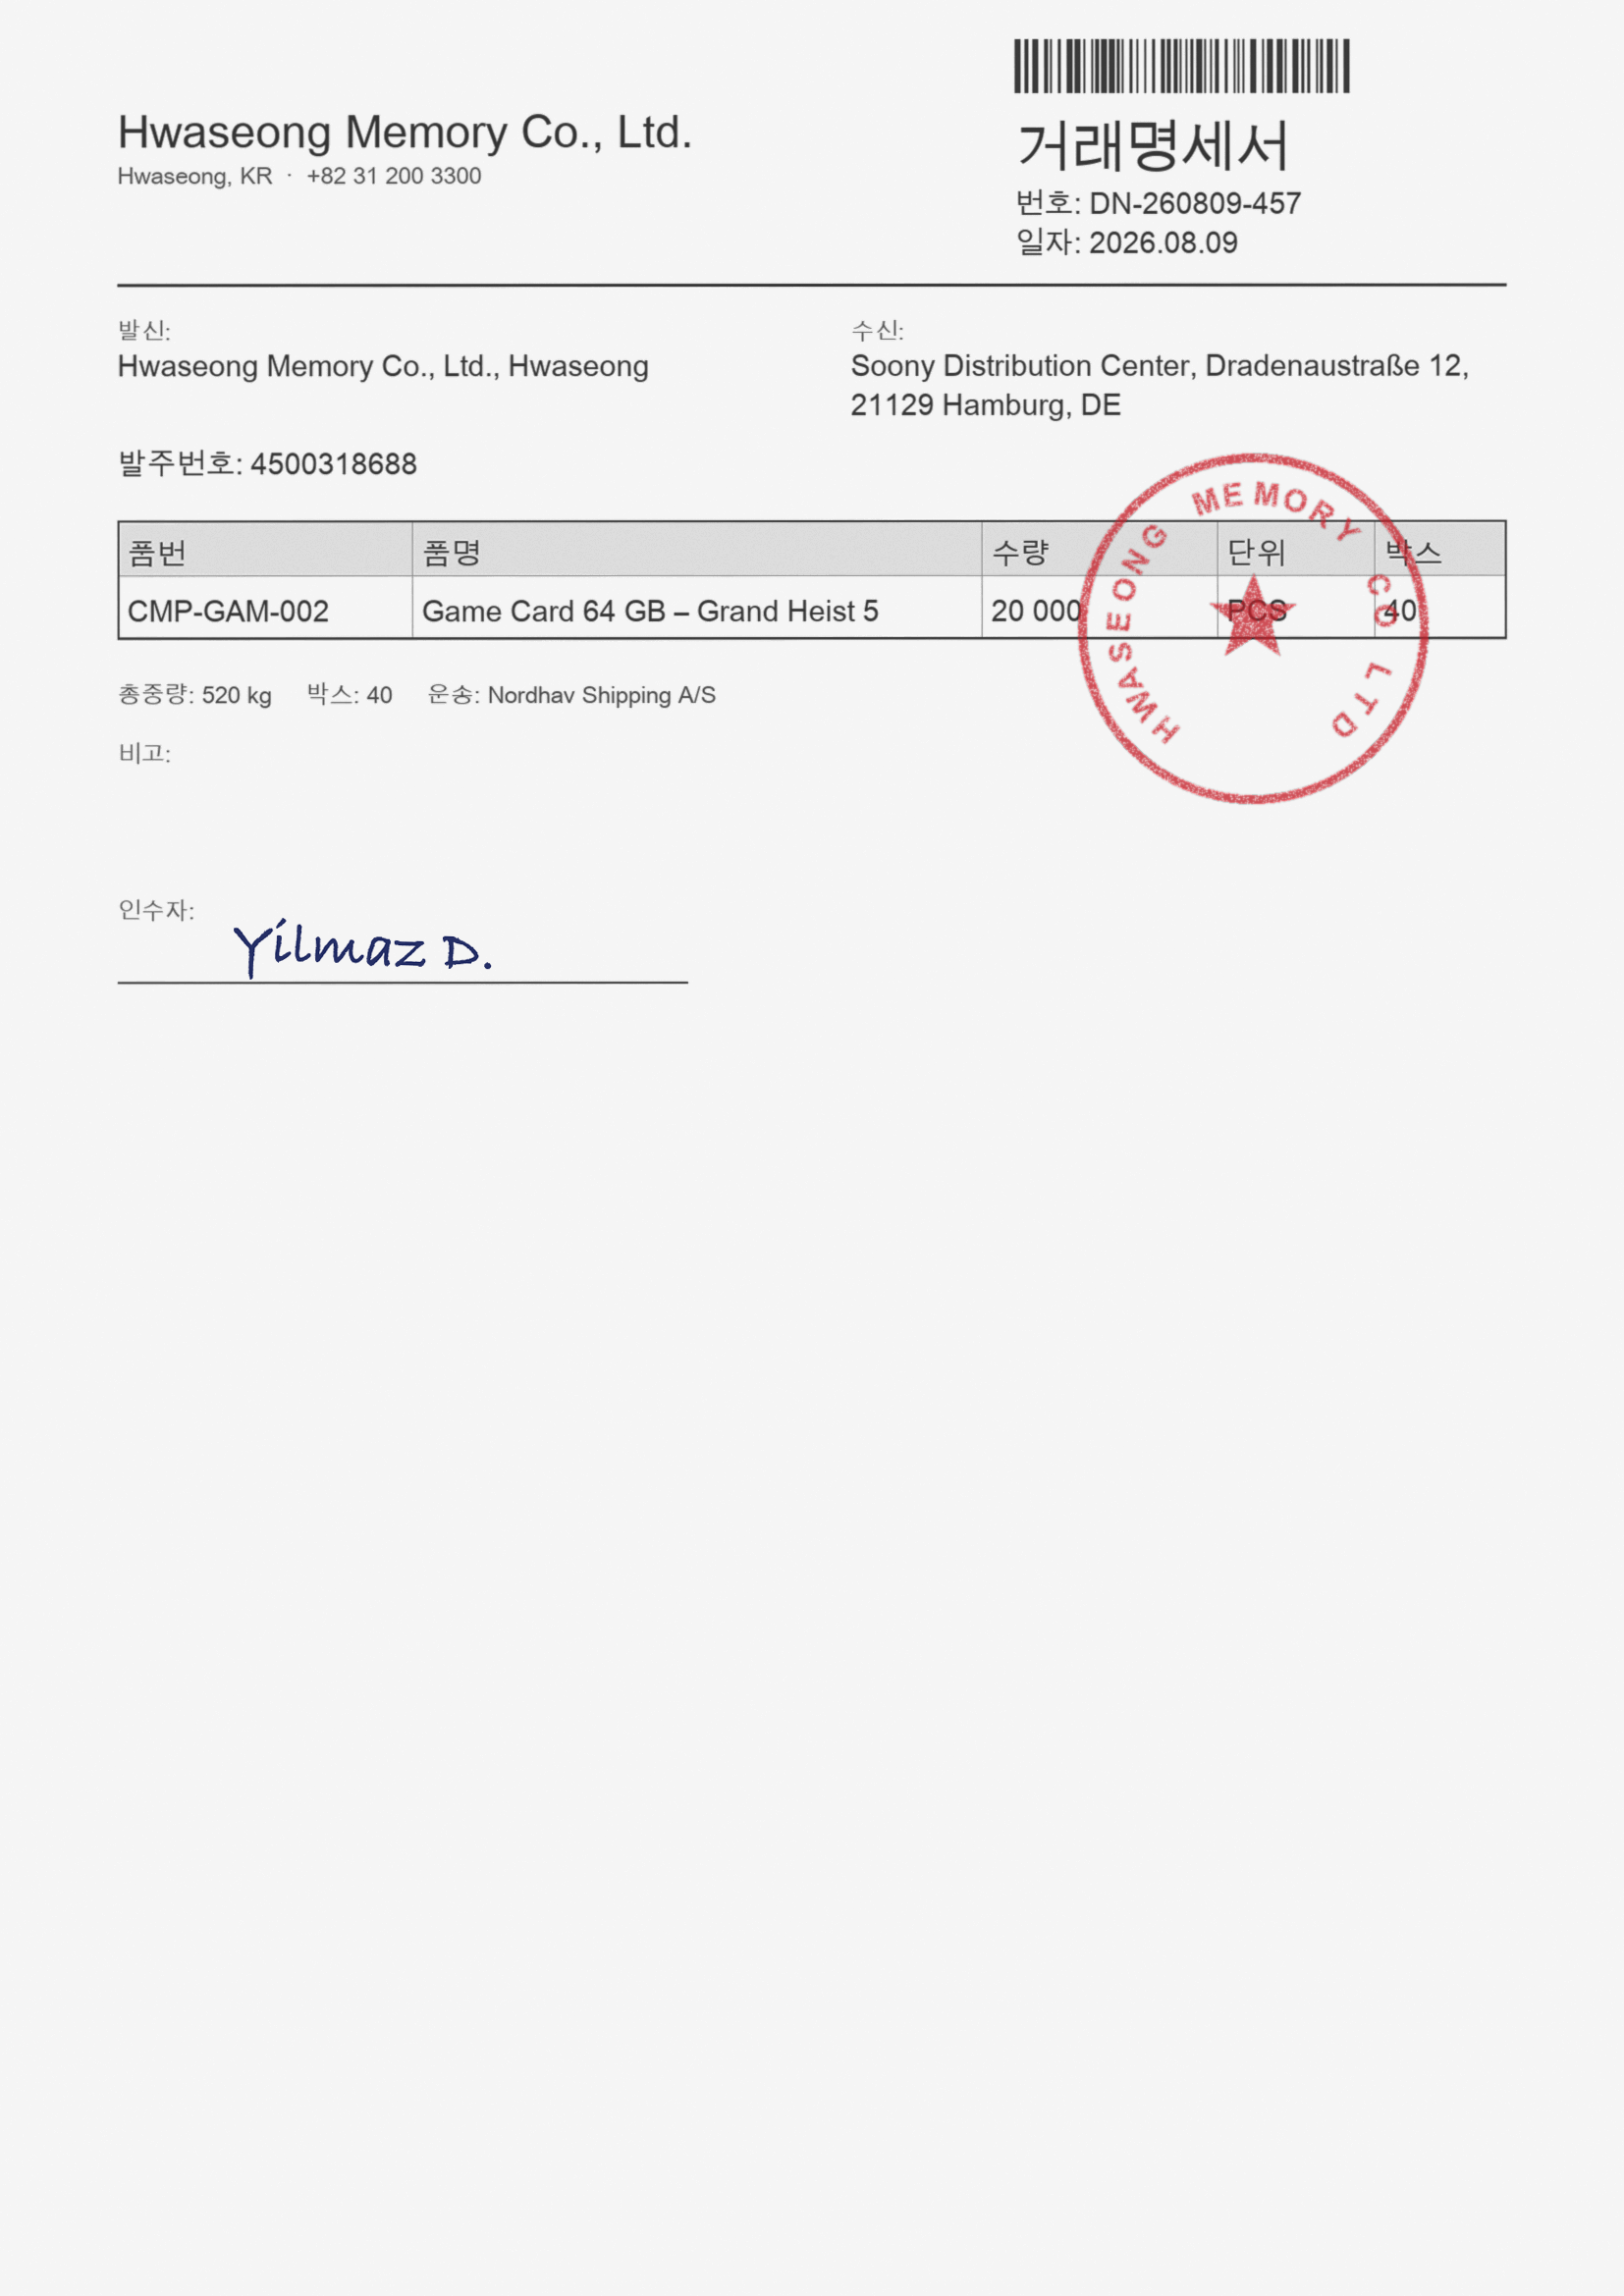 Hwaseong Memory Co., Ltd.
Hwaseong, KR · +82 31 200 3300
거래명세서
번호: DN-260809-457
일자: 2026.08.09
발신:
Hwaseong Memory Co., Ltd., Hwaseong
수신:
Soony Distribution Center, Dradenaustraße 12,
21129 Hamburg, DE
발주번호: 4500318688
품번 품명 수량 단위 박스
CMP-GAM-002 Game Card 64 GB – Grand Heist 5 20 000 PCS 40
HWASEONG MEMORY CO LTD
총중량: 520 kg 박스: 40 운송: Nordhav Shipping A/S
비고:
인수자:
Yilmaz D.